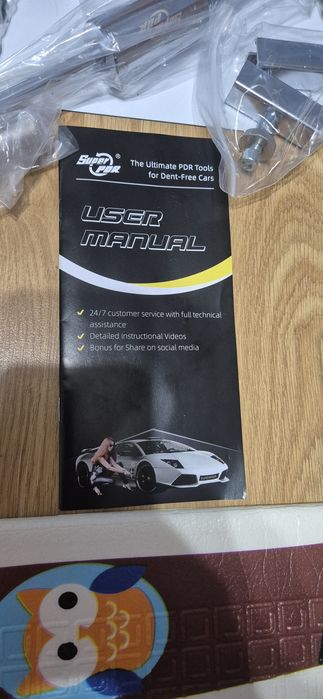 Super PDR ®
The Ultimate PDR Tools
for Dent-Free Cars
USER
MANUAL
24/7 customer service with full technical
assistance
Detailed Instructional Videos
Bonus for Share on social media